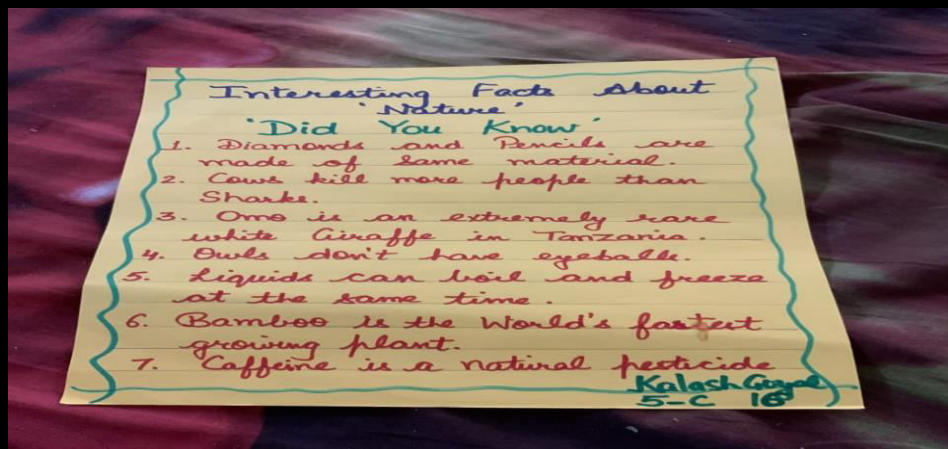 Interesting Facts About
'Nature'
'Did You Know'
1. Diamonds and Pencils are
made of same material.
2. Cows kill more people than
Sharks.
3. Omo is an extremely rare
white Giraffe in Tanzania.
4. Owls don't have eyeballs.
5. Liquids can boil and freeze
at the same time.
6. Bamboo is the World's fastest
growing plant.
7. Caffeine is a natural pesticide
Kalash Goyal
5-C 16